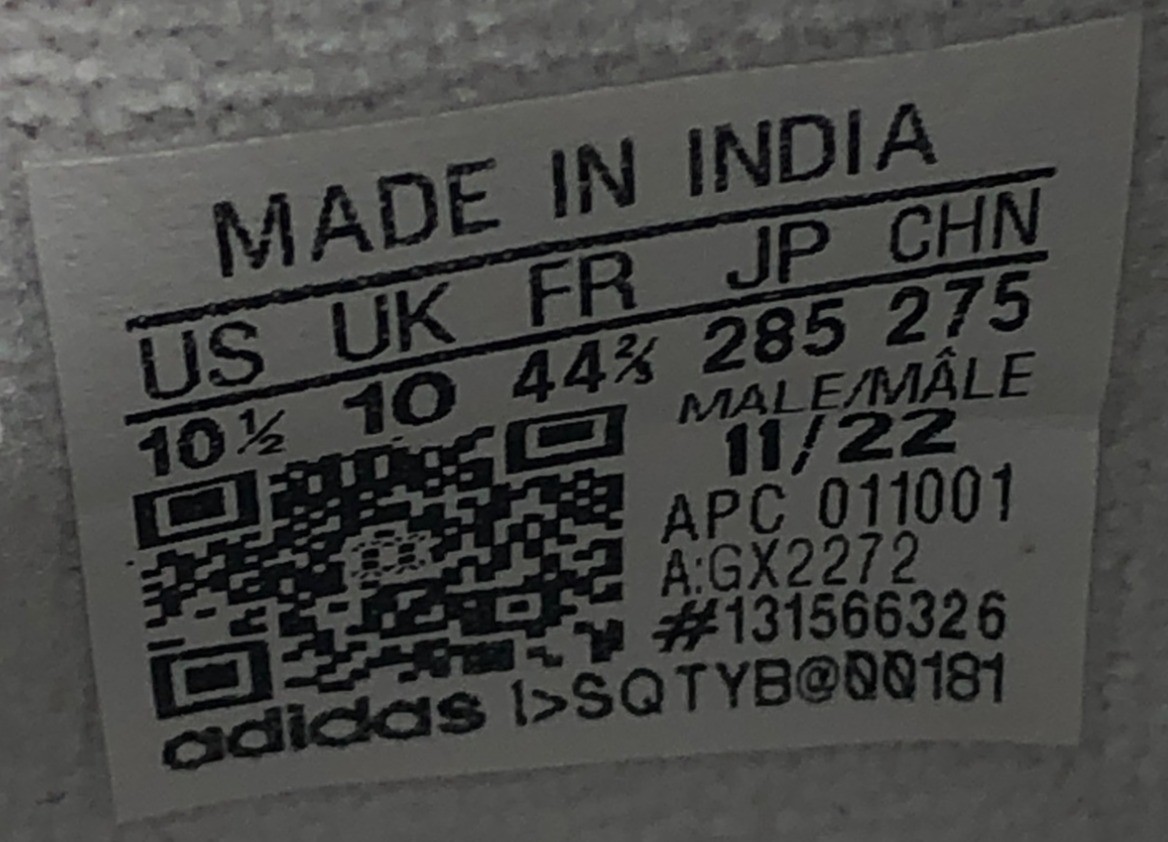 MADE IN INDIA
US UK FR JP CHN
10½ 10 44⅔ 285 275
MALE/MÂLE
11/22
APC 011001
A:GX2272
#131566326
adidas I>SQTYB@00181